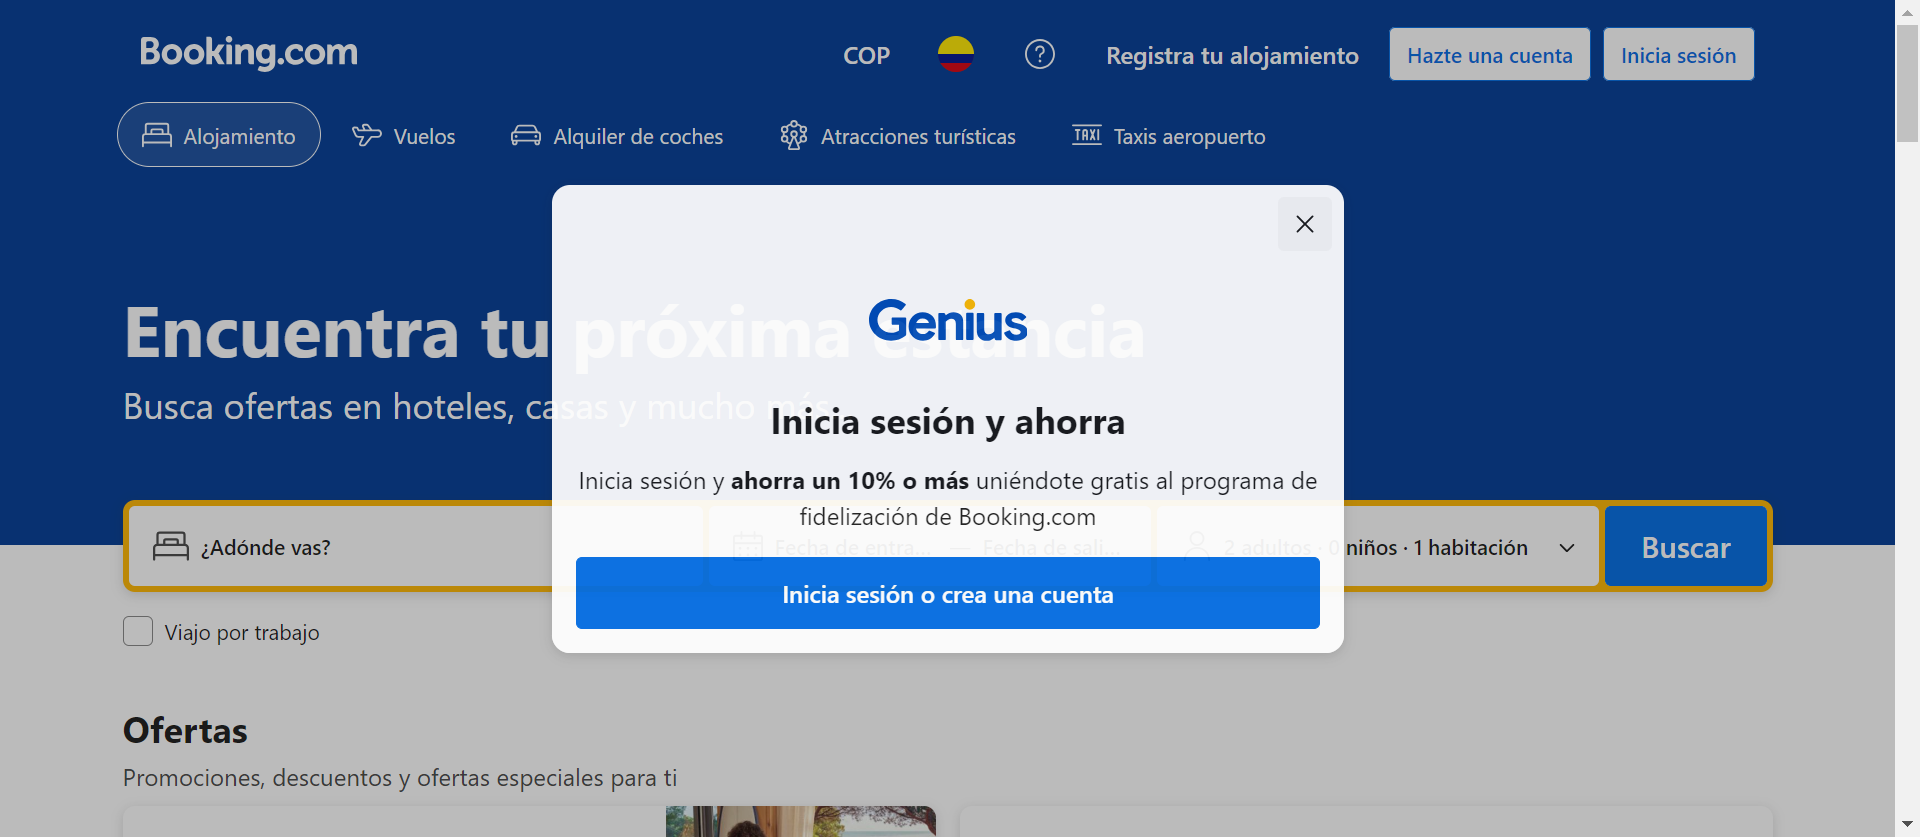 Booking.com
COP
Registra tu alojamiento
Hazte una cuenta
Inicia sesión
Alojamiento
Vuelos
Alquiler de coches
Atracciones turísticas
TAXI Taxis aeropuerto
Encuentra tu próxima estancia
Busca ofertas en hoteles, casas y mucho más
Genius
Inicia sesión y ahorra
Inicia sesión y ahorra un 10% o más uniéndote gratis al programa de
fidelización de Booking.com
Inicia sesión o crea una cuenta
¿Adónde vas?
Fecha de entra... — Fecha de sali...
2 adultos · 0 niños · 1 habitación
Buscar
Viajo por trabajo
Ofertas
Promociones, descuentos y ofertas especiales para ti